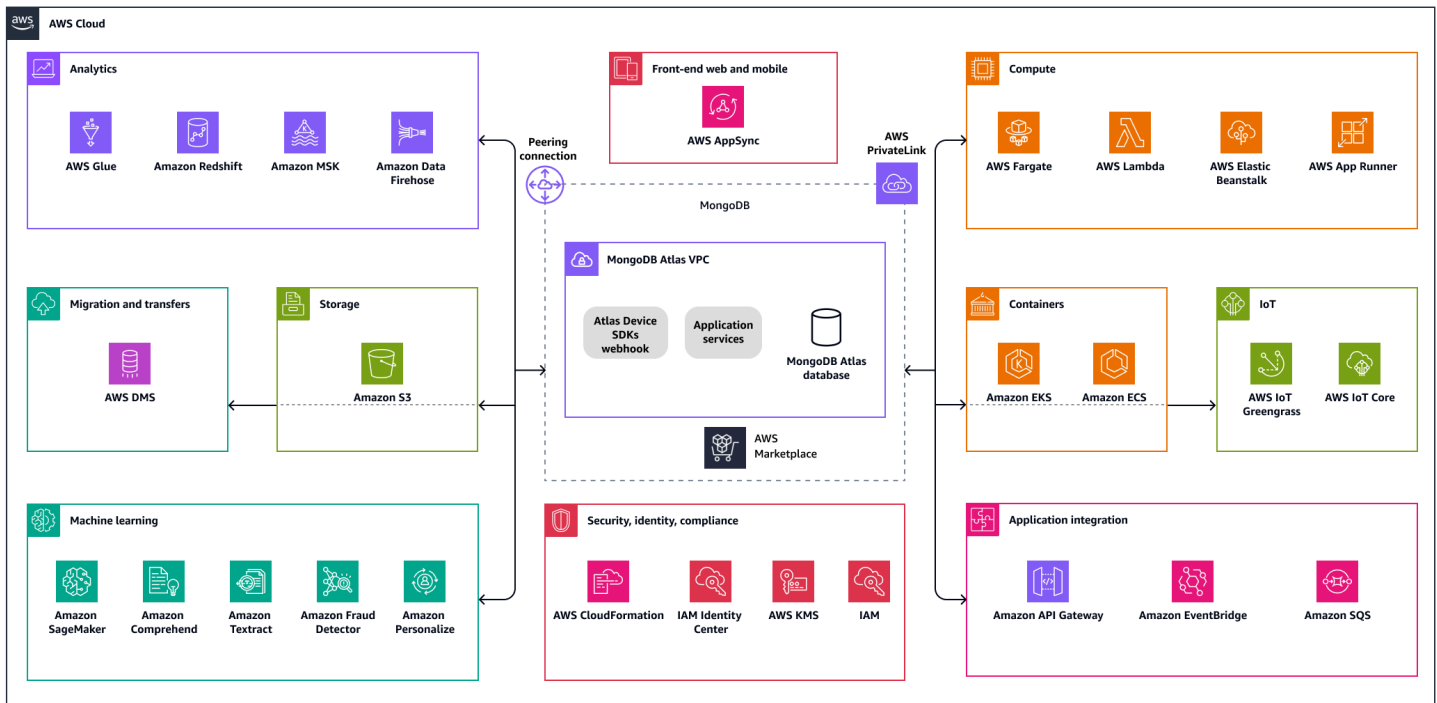 aws
AWS Cloud
Analytics
AWS Glue
Amazon Redshift
Amazon MSK
Amazon Data
Firehose
Peering
connection
Front-end web and mobile
AWS AppSync
AWS
PrivateLink
Compute
AWS Fargate
AWS Lambda
AWS Elastic
Beanstalk
AWS App Runner
MongoDB
MongoDB Atlas VPC
Atlas Device
SDKs
webhook
Application
services
MongoDB Atlas
database
AWS
Marketplace
Migration and transfers
AWS DMS
Storage
Amazon S3
Containers
K
Amazon EKS
Amazon ECS
IoT
AWS IoT
Greengrass
AWS IoT Core
Machine learning
Amazon
SageMaker
Amazon
Comprehend
Amazon
Textract
Amazon Fraud
Detector
Amazon
Personalize
Security, identity, compliance
AWS CloudFormation
IAM Identity
Center
AWS KMS
IAM
Application integration
Amazon API Gateway
Amazon EventBridge
Amazon SQS